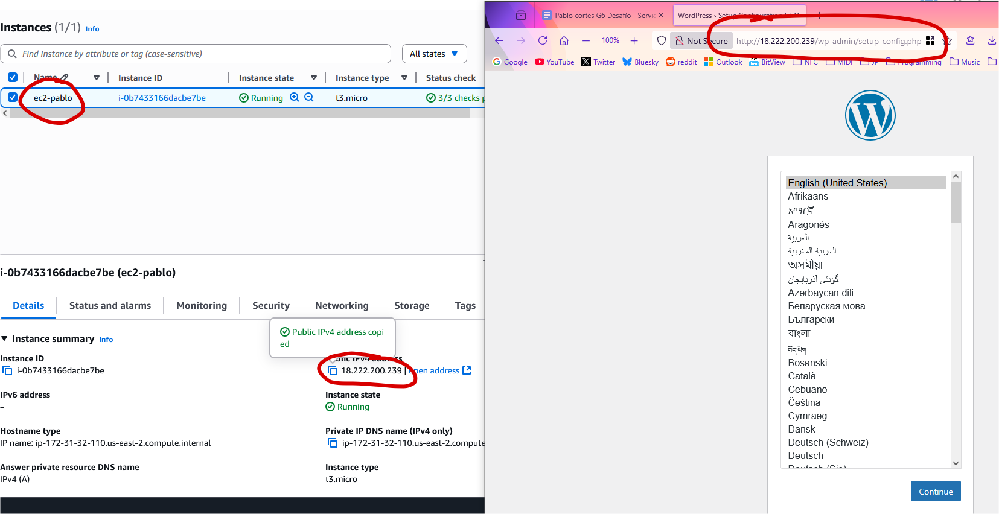 Instances (1/1) Info
Find Instance by attribute or tag (case-sensitive)
All states
Name
Instance ID
Instance state
Instance type
Status check
ec2-pablo
i-0b7433166dacbe7be
Running
t3.micro
3/3 checks p
i-0b7433166dacbe7be (ec2-pablo)
Details
Status and alarms
Monitoring
Security
Networking
Storage
Tags
Public IPv4 address copi
ed
Instance summary Info
Instance ID
i-0b7433166dacbe7be
Public IPv4 address
18.222.200.239 | open address
IPv6 address
–
Instance state
Running
Hostname type
IP name: ip-172-31-32-110.us-east-2.compute.internal
Private IP DNS name (IPv4 only)
ip-172-31-32-110.us-east-2.compute
Answer private resource DNS name
IPv4 (A)
Instance type
t3.micro
Pablo cortes G6 Desafío - Servic
WordPress › Setup Configuration
100%
Not Secure
http://18.222.200.239/wp-admin/setup-config.php
Google
YouTube
Twitter
Bluesky
reddit
Outlook
BitView
NFC
MIDI
JP
Programming
Music
English (United States)
Afrikaans
አማርኛ
Aragonés
العربية
العربية المغربية
অসমীয়া
گؤنئی آذربایجان
Azərbaycan dili
Беларуская мова
Български
বাংলা
བོད་ཡིག
Bosanski
Català
Cebuano
Čeština
Cymraeg
Dansk
Deutsch (Schweiz)
Deutsch
Deutsch (Sie)
Continue